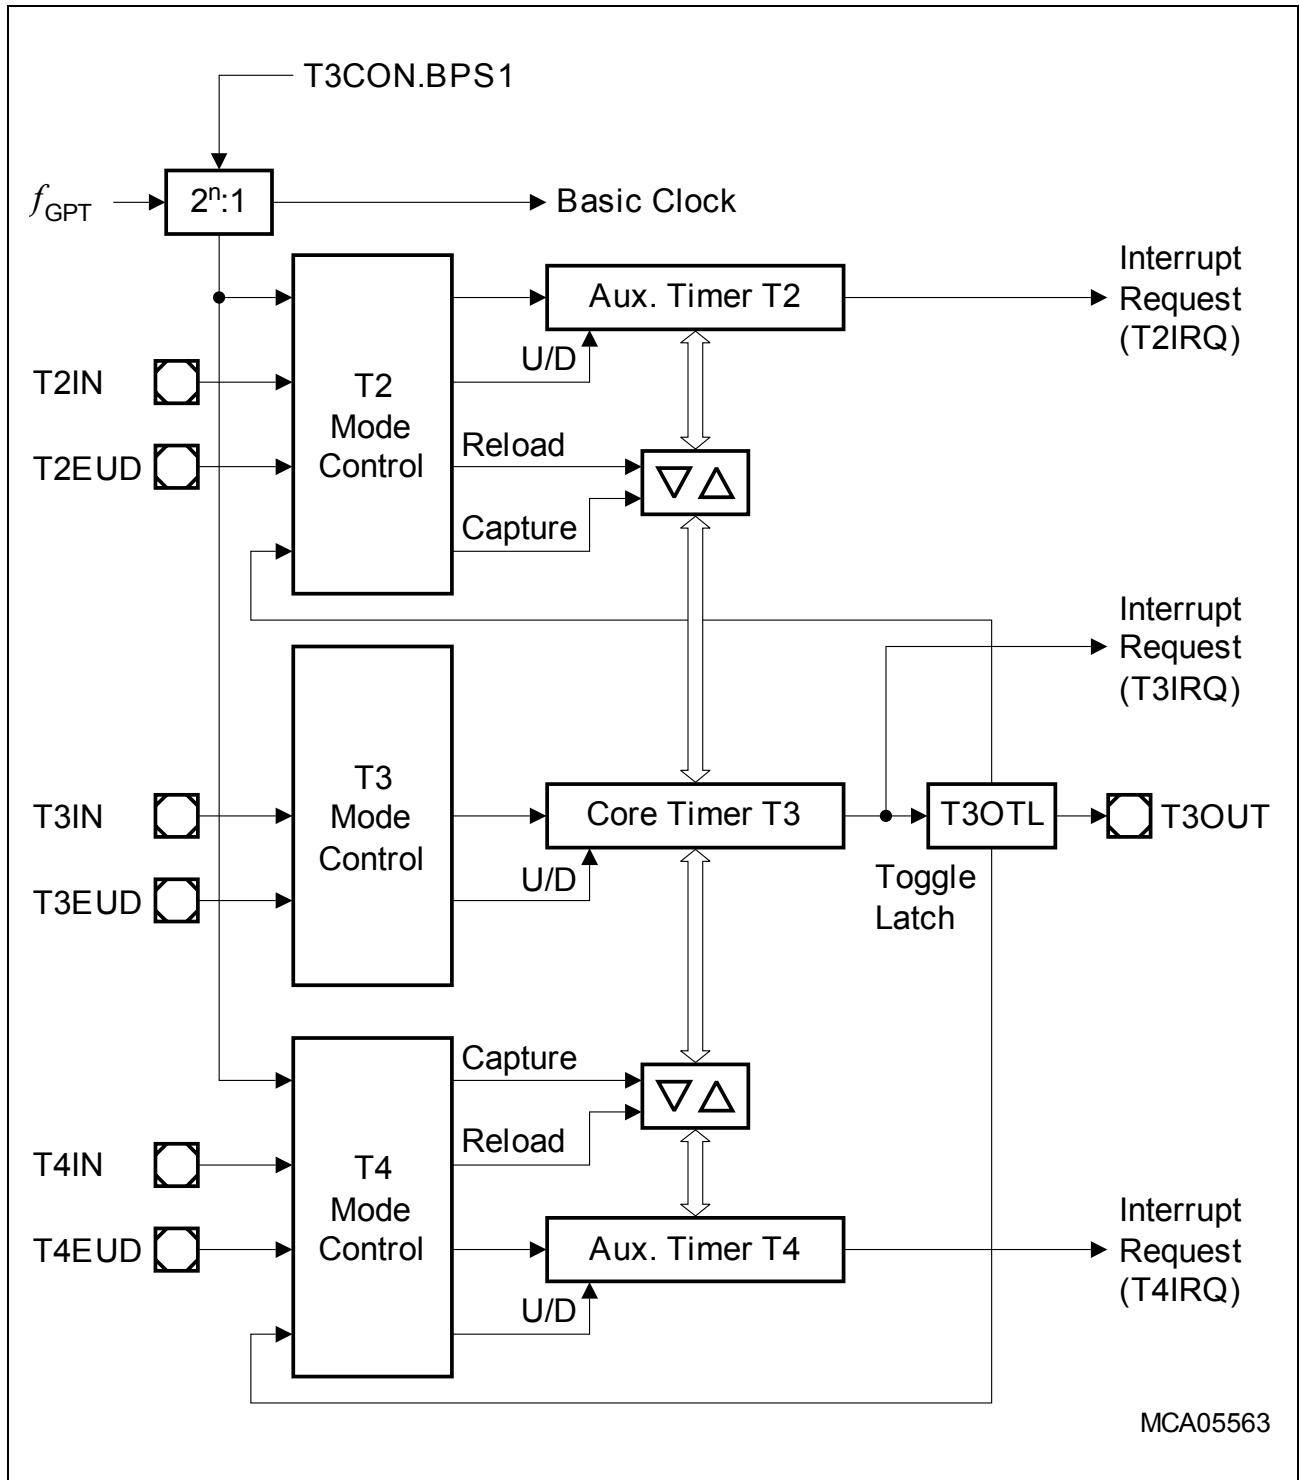 T3CON.BPS1
fGPT
2ⁿ:1
Basic Clock
Interrupt
Request
(T2IRQ)
Aux. Timer T2
U/D
T2IN
T2
Mode
Control
T2EUD
Reload
Capture
Interrupt
Request
(T3IRQ)
T3
Mode
Control
T3IN
Core Timer T3
T3OTL
T3OUT
U/D
Toggle
Latch
T3EUD
Capture
Reload
T4IN
T4
Mode
Control
T4EUD
Aux. Timer T4
U/D
Interrupt
Request
(T4IRQ)
MCA05563